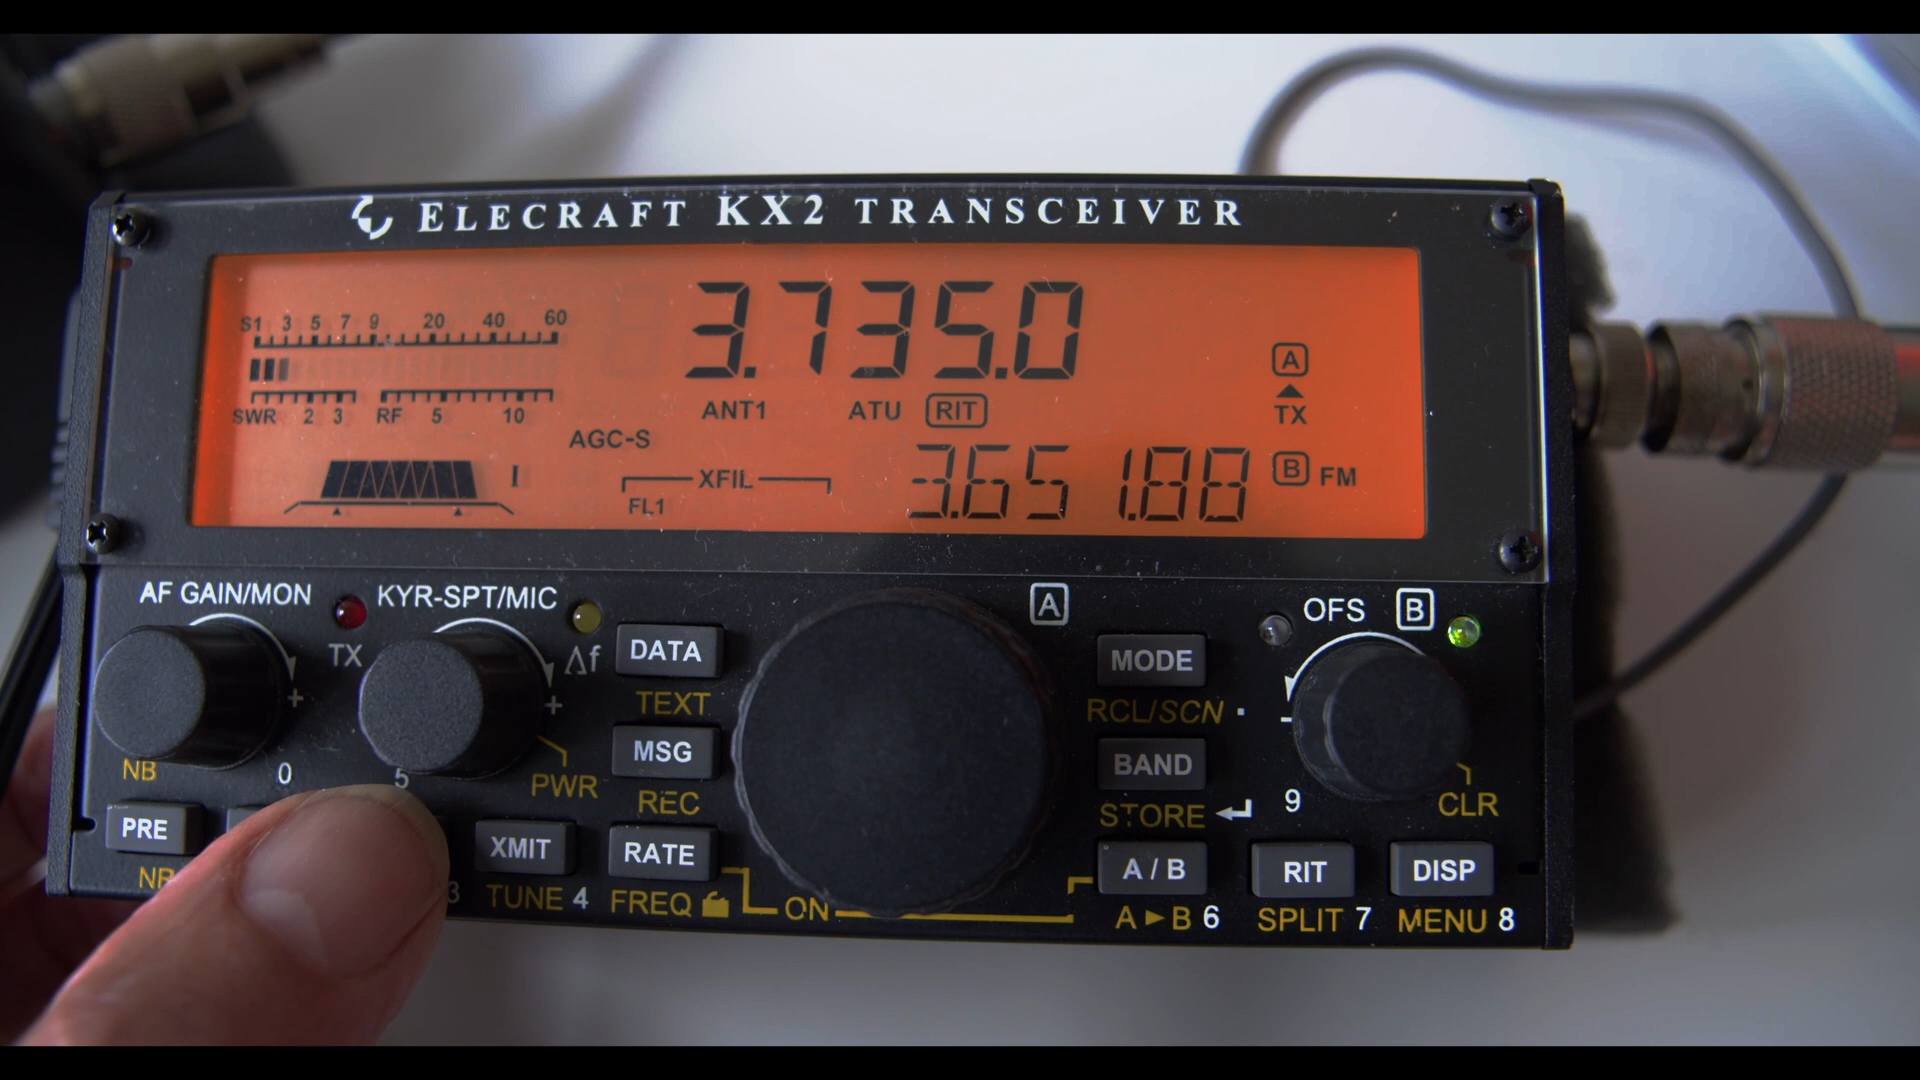 ELECRAFT KX2 TRANSCEIVER
S1 3 5 7 9 20 40 60
3.735.0
SWR 2 3 RF 5 10
ANT1 ATU RIT
A
TX
AGC-S
XFIL
FL1
I
3.651.88
B FM
AF GAIN/MON
TX
KYR-SPT/MIC
Δf
A
OFS B
DATA
TEXT
MODE
RCL/SCN .
+ + -
NB 0 5 PWR
MSG
REC
BAND
STORE 9 CLR
PRE
XMIT
RATE
A / B
RIT
DISP
3 TUNE 4 FREQ ON A ► B 6 SPLIT 7 MENU 8